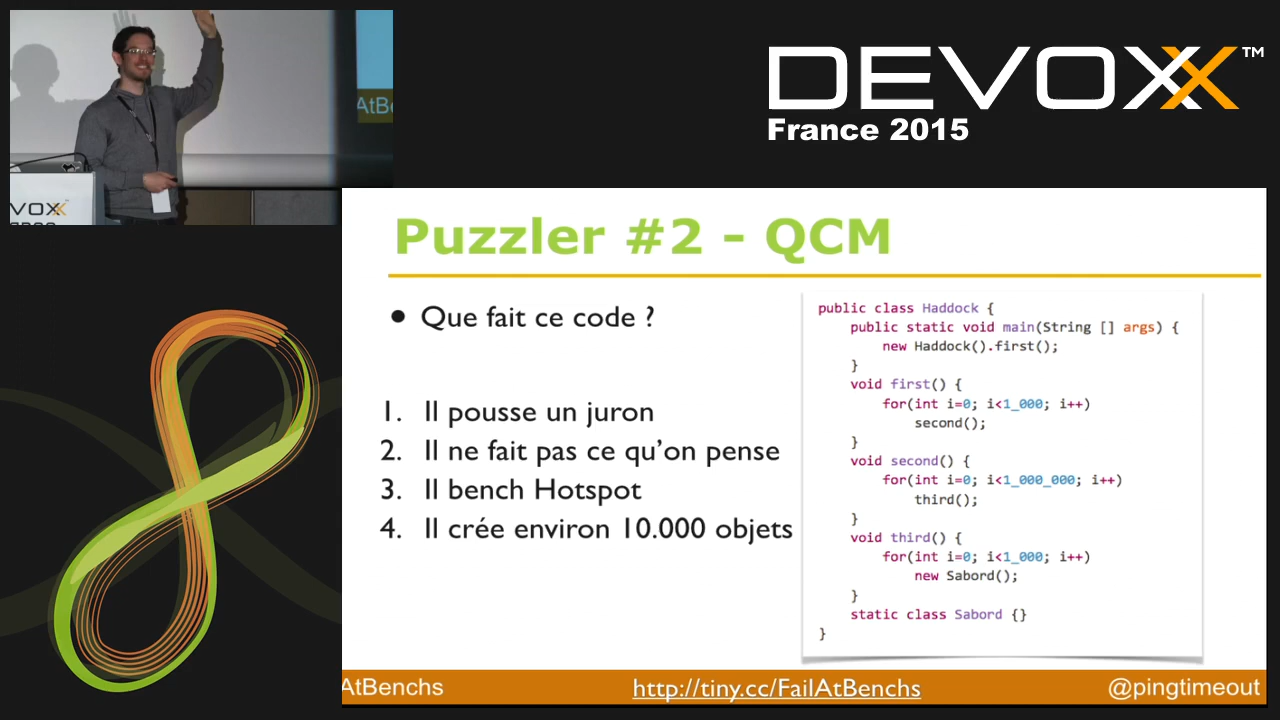 AtBe
VOXX
DEVOXX™
France 2015
Puzzler #2 - QCM
• Que fait ce code ?
1. Il pousse un juron
2. Il ne fait pas ce qu'on pense
3. Il bench Hotspot
4. Il crée environ 10.000 objets
public class Haddock {
public static void main(String [] args) {
new Haddock().first();
}
void first() {
for(int i=0; i<1_000; i++)
second();
}
void second() {
for(int i=0; i<1_000_000; i++)
third();
}
void third() {
for(int i=0; i<1_000; i++)
new Sabord();
}
static class Sabord {}
}
AtBenchs
http://tiny.cc/FailAtBenchs
@pingtimeout